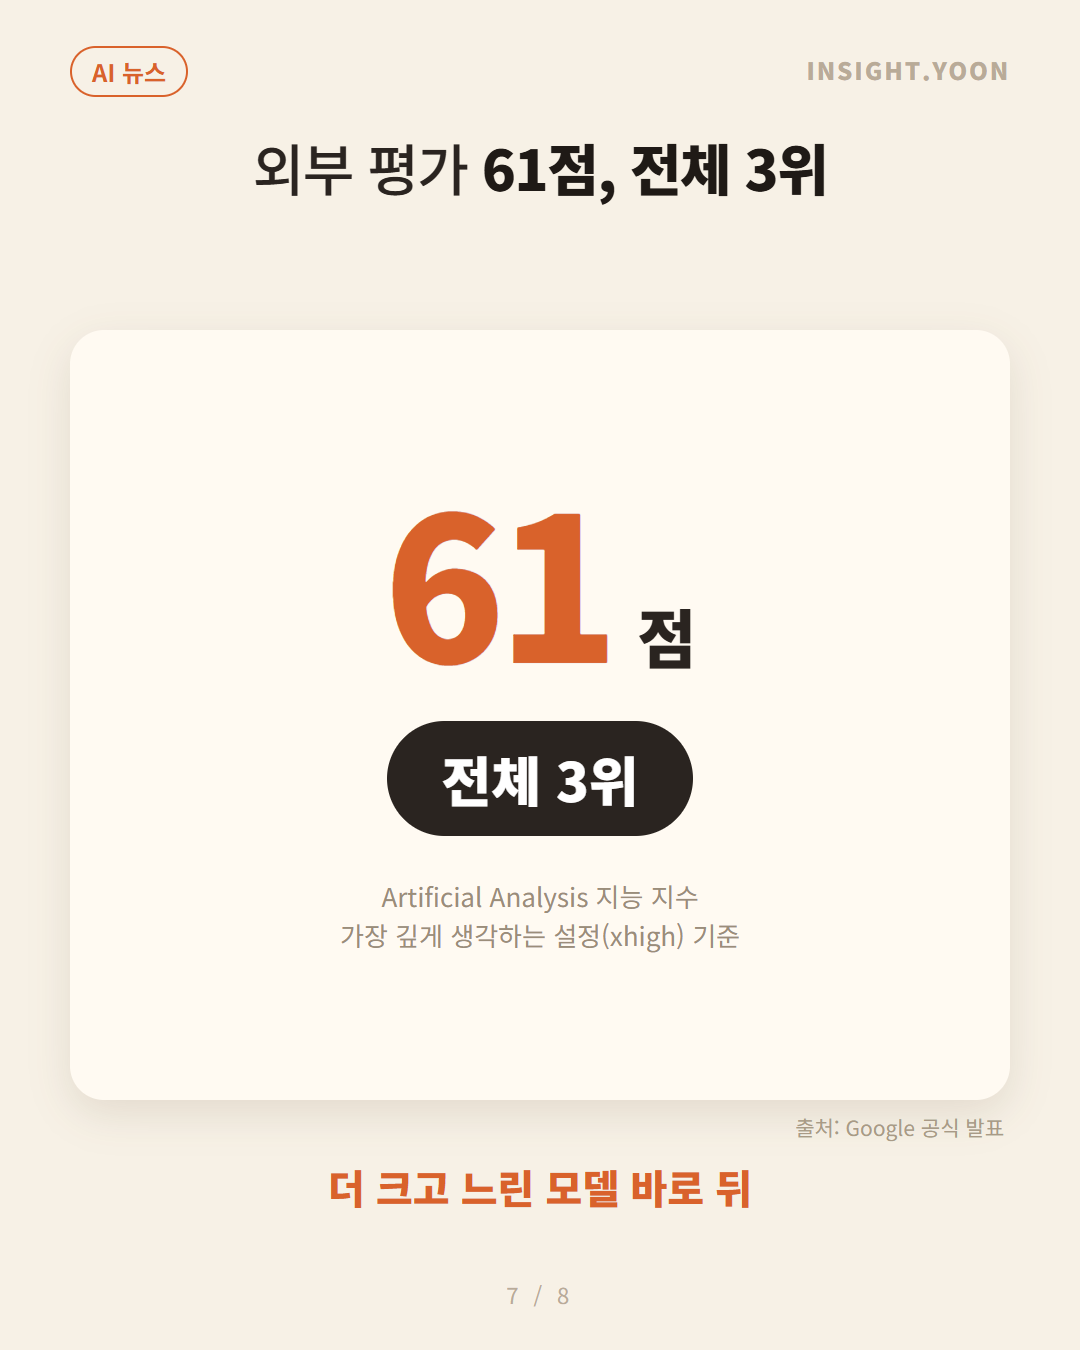 AI 뉴스
INSIGHT.YOON
외부 평가 61점, 전체 3위
61 점
전체 3위
Artificial Analysis 지능 지수
가장 깊게 생각하는 설정(xhigh) 기준
출처: Google 공식 발표
더 크고 느린 모델 바로 뒤
7 / 8